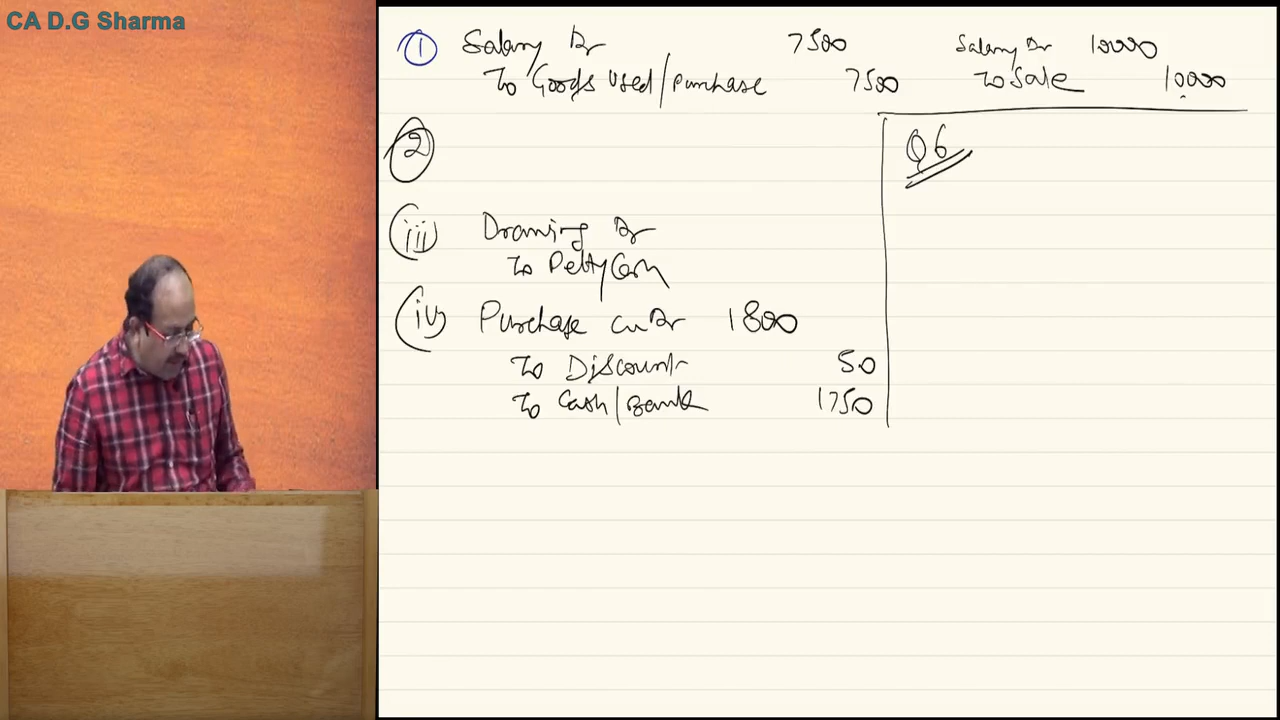 CA D.G Sharma
① Salary Dr 7500
To Goods Used/Purchase 7500
Salary Dr 10000
To Sale 10000
②
Q6
(iii) Drawing Dr
To Petty Cash
(iv) Purchase Dr 1800
To Discount 50
To Cash/Bank 1750